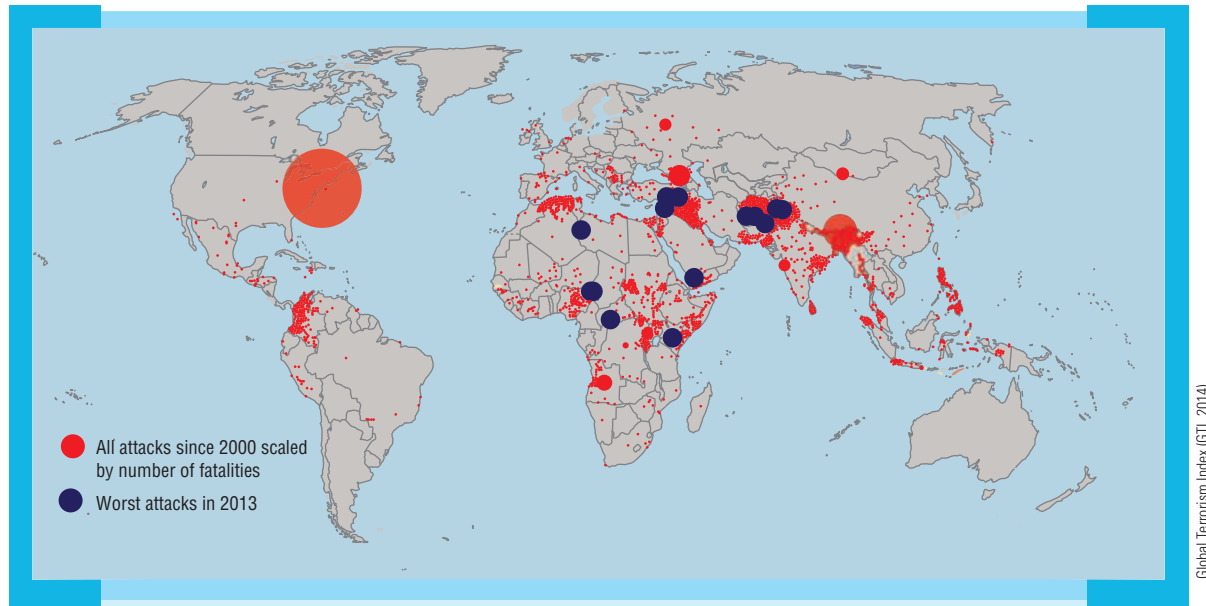 All attacks since 2000 scaled
by number of fatalities
Worst attacks in 2013
Global Terrorism Index (GTI, 2014)